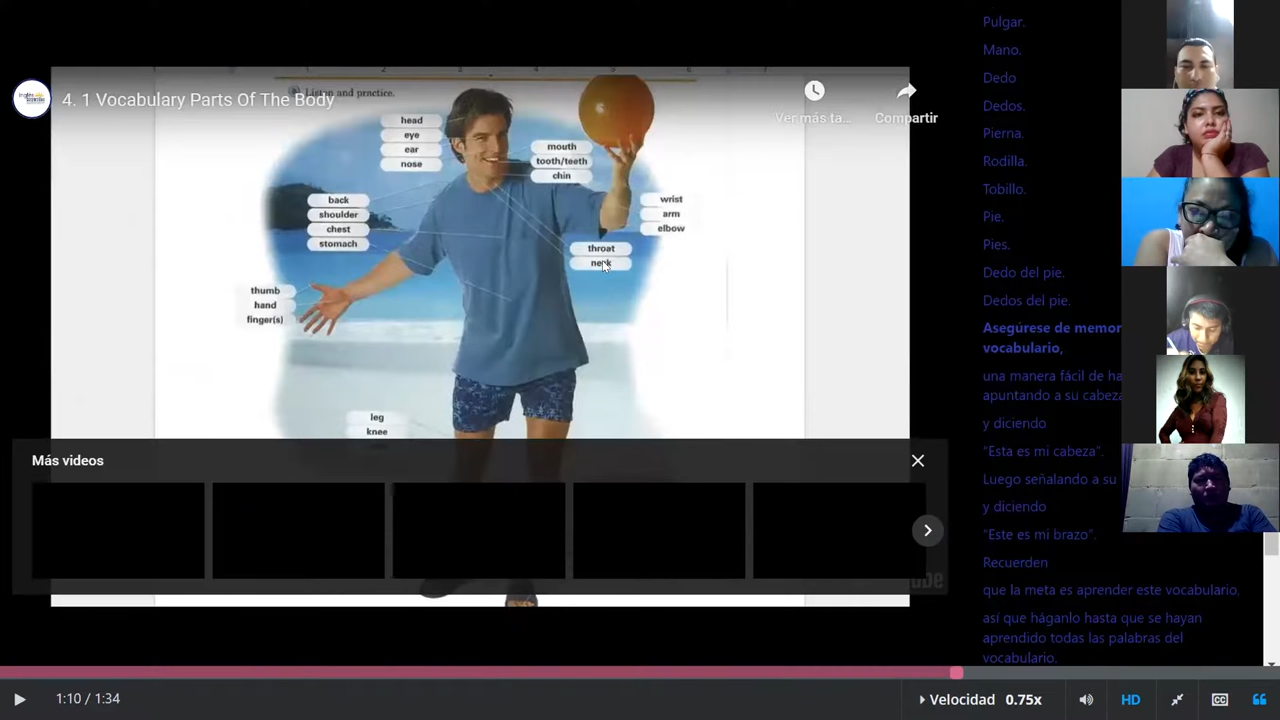 4. 1 Vocabulary Parts Of The Body
Listen and practice.
Ver más ta...
Compartir
head
eye
ear
nose
mouth
tooth/teeth
chin
back
shoulder
chest
stomach
wrist
arm
elbow
throat
neck
thumb
hand
finger(s)
leg
knee
Más videos
1:10 / 1:34
Velocidad 0.75x
HD
CC
Pulgar.
Mano.
Dedo
Dedos.
Pierna.
Rodilla.
Tobillo.
Pie.
Pies.
Dedo del pie.
Dedos del pie.
Asegúrese de memor
vocabulario,
una manera fácil de ha
apuntando a su cabeza
y diciendo
"Esta es mi cabeza".
Luego señalando a su
y diciendo
"Este es mi brazo".
Recuerden
que la meta es aprender este vocabulario,
así que háganlo hasta que se hayan
aprendido todas las palabras del
vocabulario.